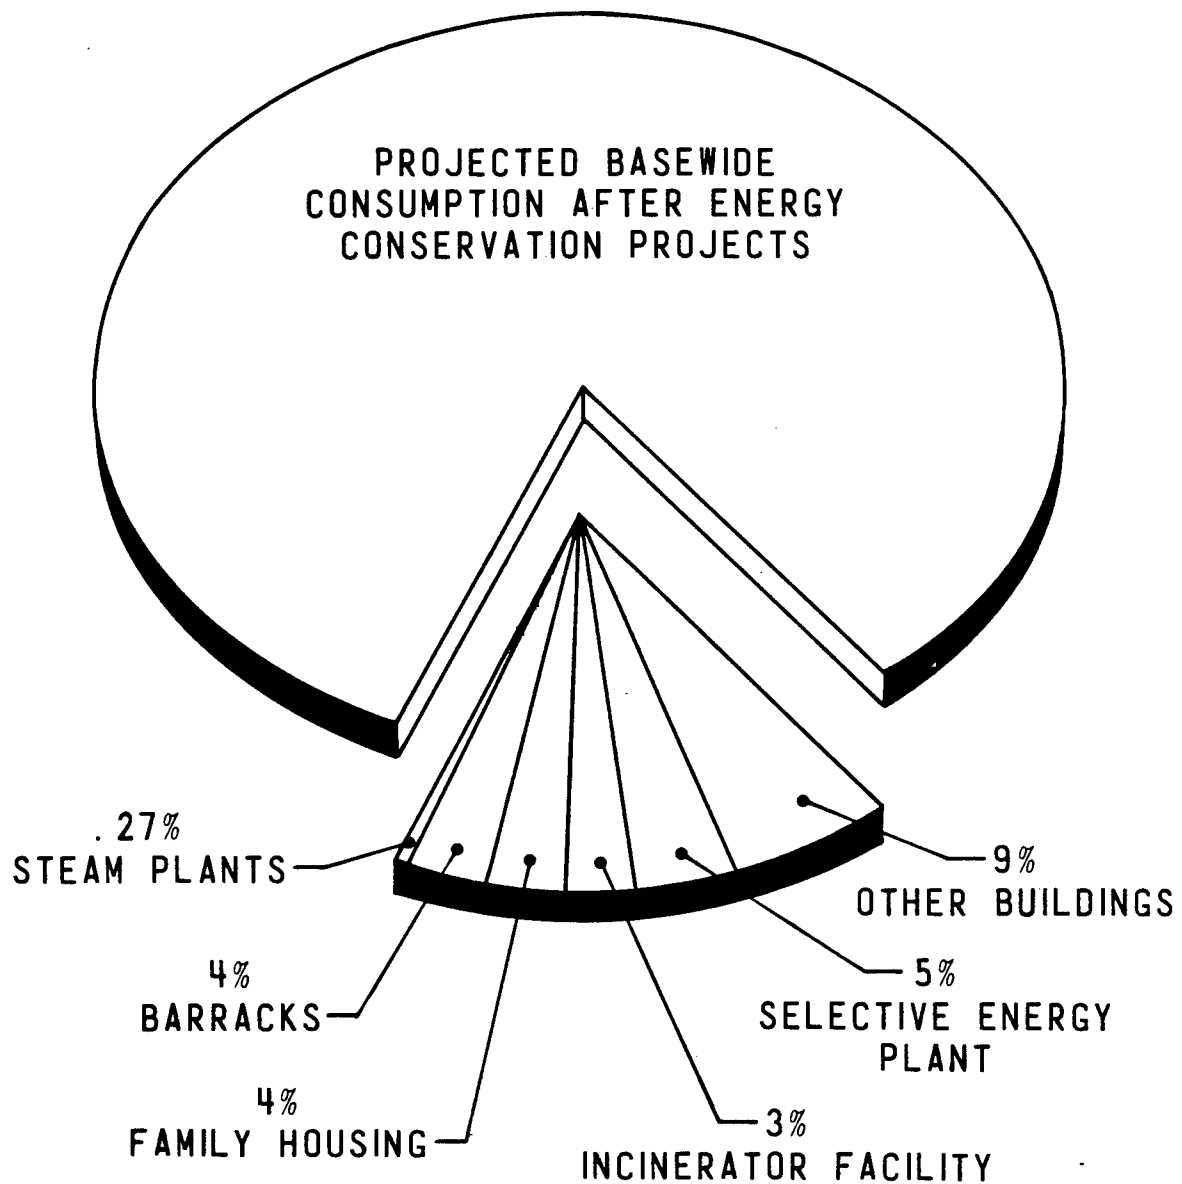 PROJECTED BASEWIDE
CONSUMPTION AFTER ENERGY
CONSERVATION PROJECTS
.27%
STEAM PLANTS
4%
BARRACKS
4%
FAMILY HOUSING
3%
INCINERATOR FACILITY
5%
SELECTIVE ENERGY
PLANT
9%
OTHER BUILDINGS